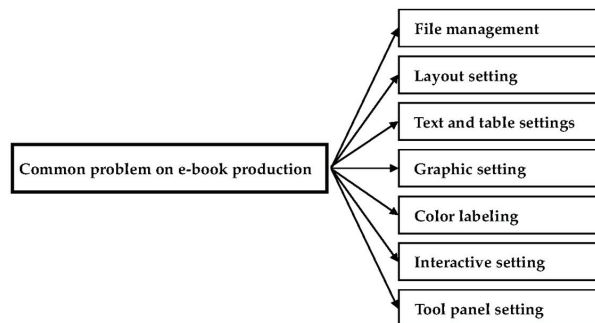 File management
Layout setting
Text and table settings
Common problem on e-book production
Graphic setting
Color labeling
Interactive setting
Tool panel setting